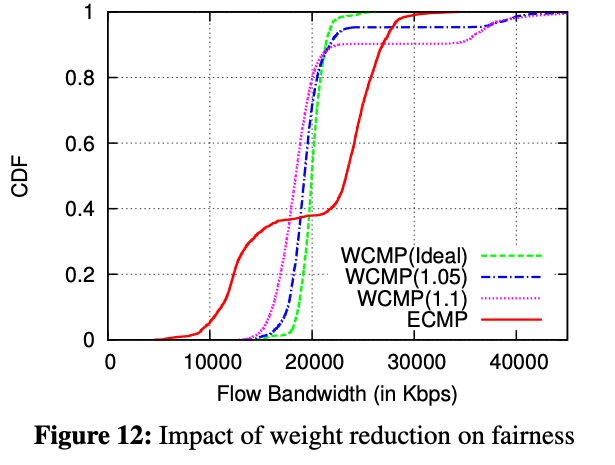 1
0.8
0.6
0.4
0.2
0
CDF
WCMP(Ideal)
WCMP(1.05)
WCMP(1.1)
ECMP
0 10000 20000 30000 40000
Flow Bandwidth (in Kbps)
Figure 12: Impact of weight reduction on fairness